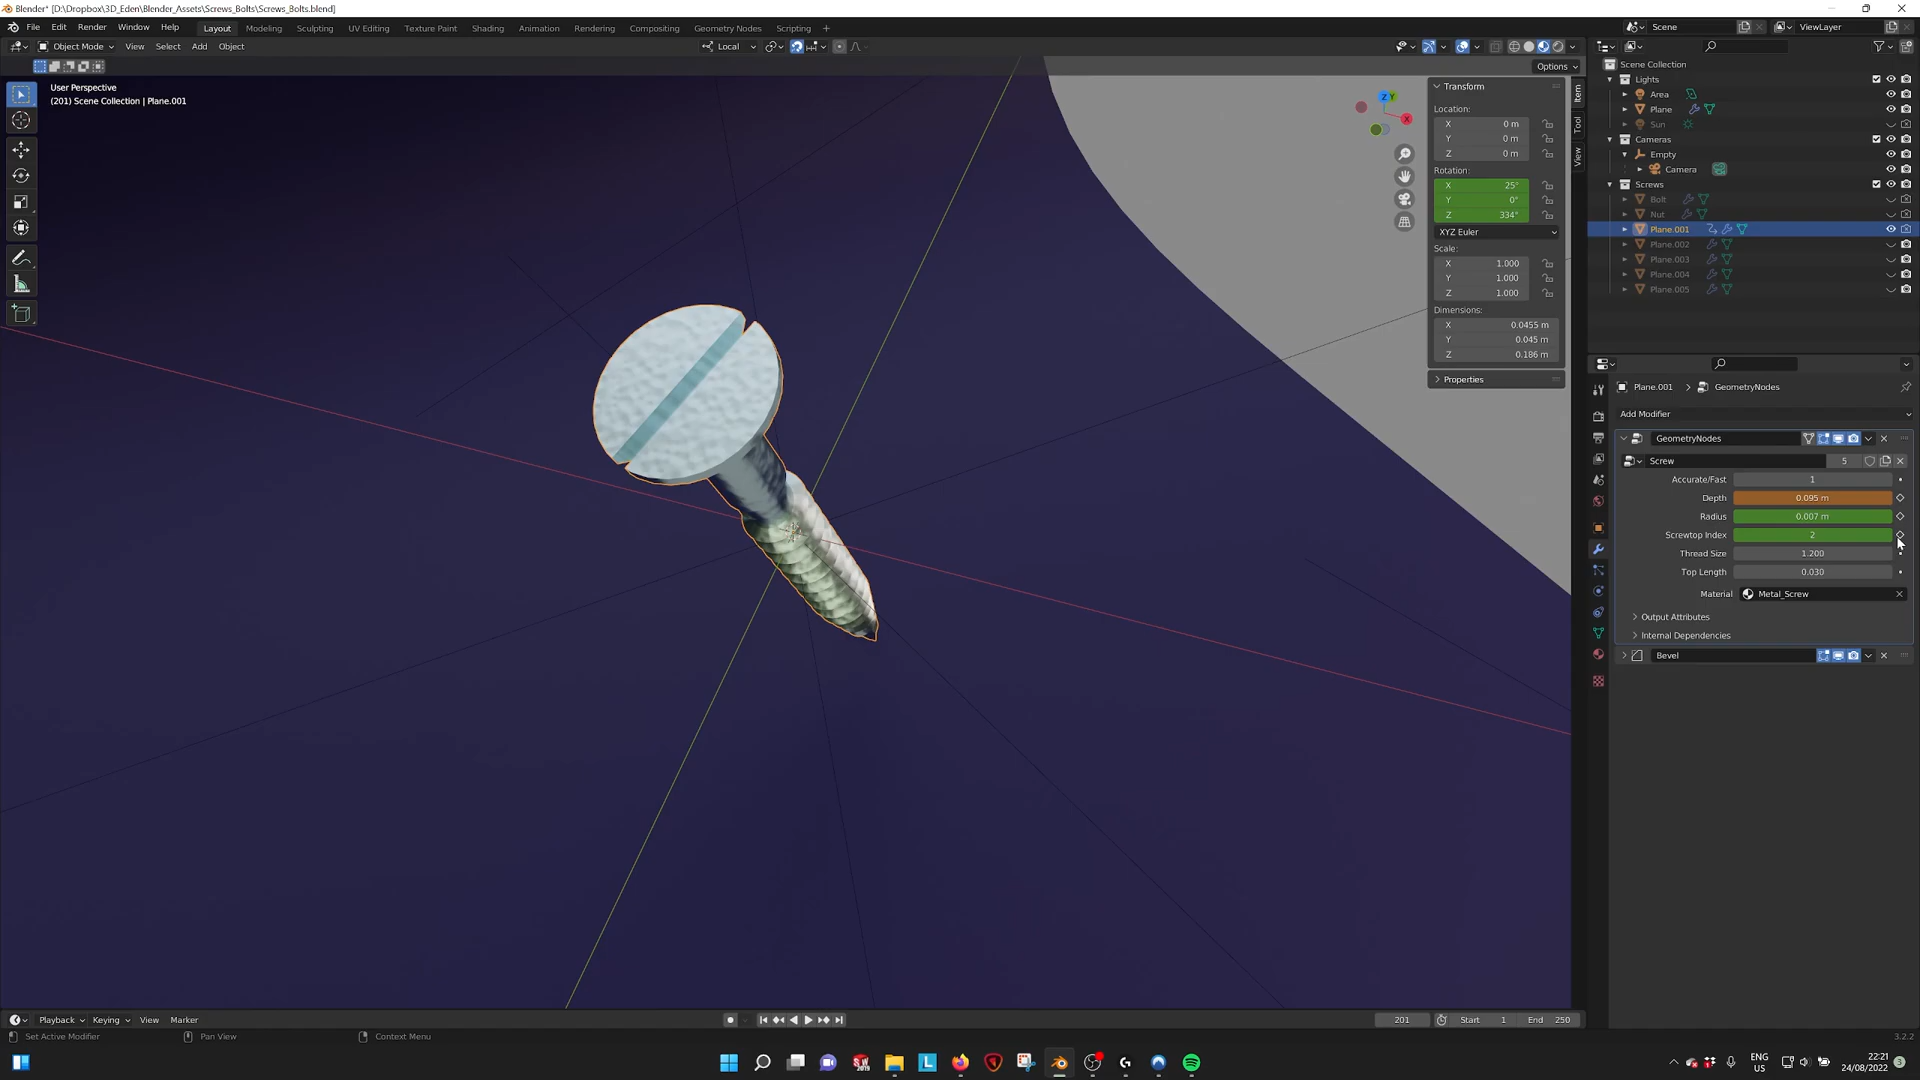 Blender* [D:\Dropbox\3D_Eden\Blender_Assets\Screws_Bolts\Screws_Bolts.blend]
File Edit Render Window Help Layout Modeling Sculpting UV Editing Texture Paint Shading Animation Rendering Compositing Geometry Nodes Scripting + Scene ViewLayer
Object Mode View Select Add Object Local
Options
User Perspective
(201) Scene Collection | Plane.001
Transform
Location:
X 0 m
Y 0 m
Z 0 m
Rotation:
X 25°
Y 0°
Z 334°
XYZ Euler
Scale:
X 1.000
Y 1.000
Z 1.000
Dimensions:
X 0.0455 m
Y 0.045 m
Z 0.186 m
Properties
Item
Tool
View
Z Y
X
Scene Collection
Lights
Area
Plane
Sun
Cameras
Empty
Camera
Screws
Bolt
Nut
Plane.001
Plane.002
Plane.003
Plane.004
Plane.005
Plane.001 > GeometryNodes
Add Modifier
GeometryNodes
Screw 5
Accurate/Fast 1
Depth 0.095 m
Radius 0.007 m
Screwtop Index 2
Thread Size 1.200
Top Length 0.030
Material Metal_Screw
Output Attributes
Internal Dependencies
Bevel
Playback Keying View Marker 201 Start 1 End 250
Set Active Modifier Pan View Context Menu 3.2.2
ENG
US
22:21
24/08/2022